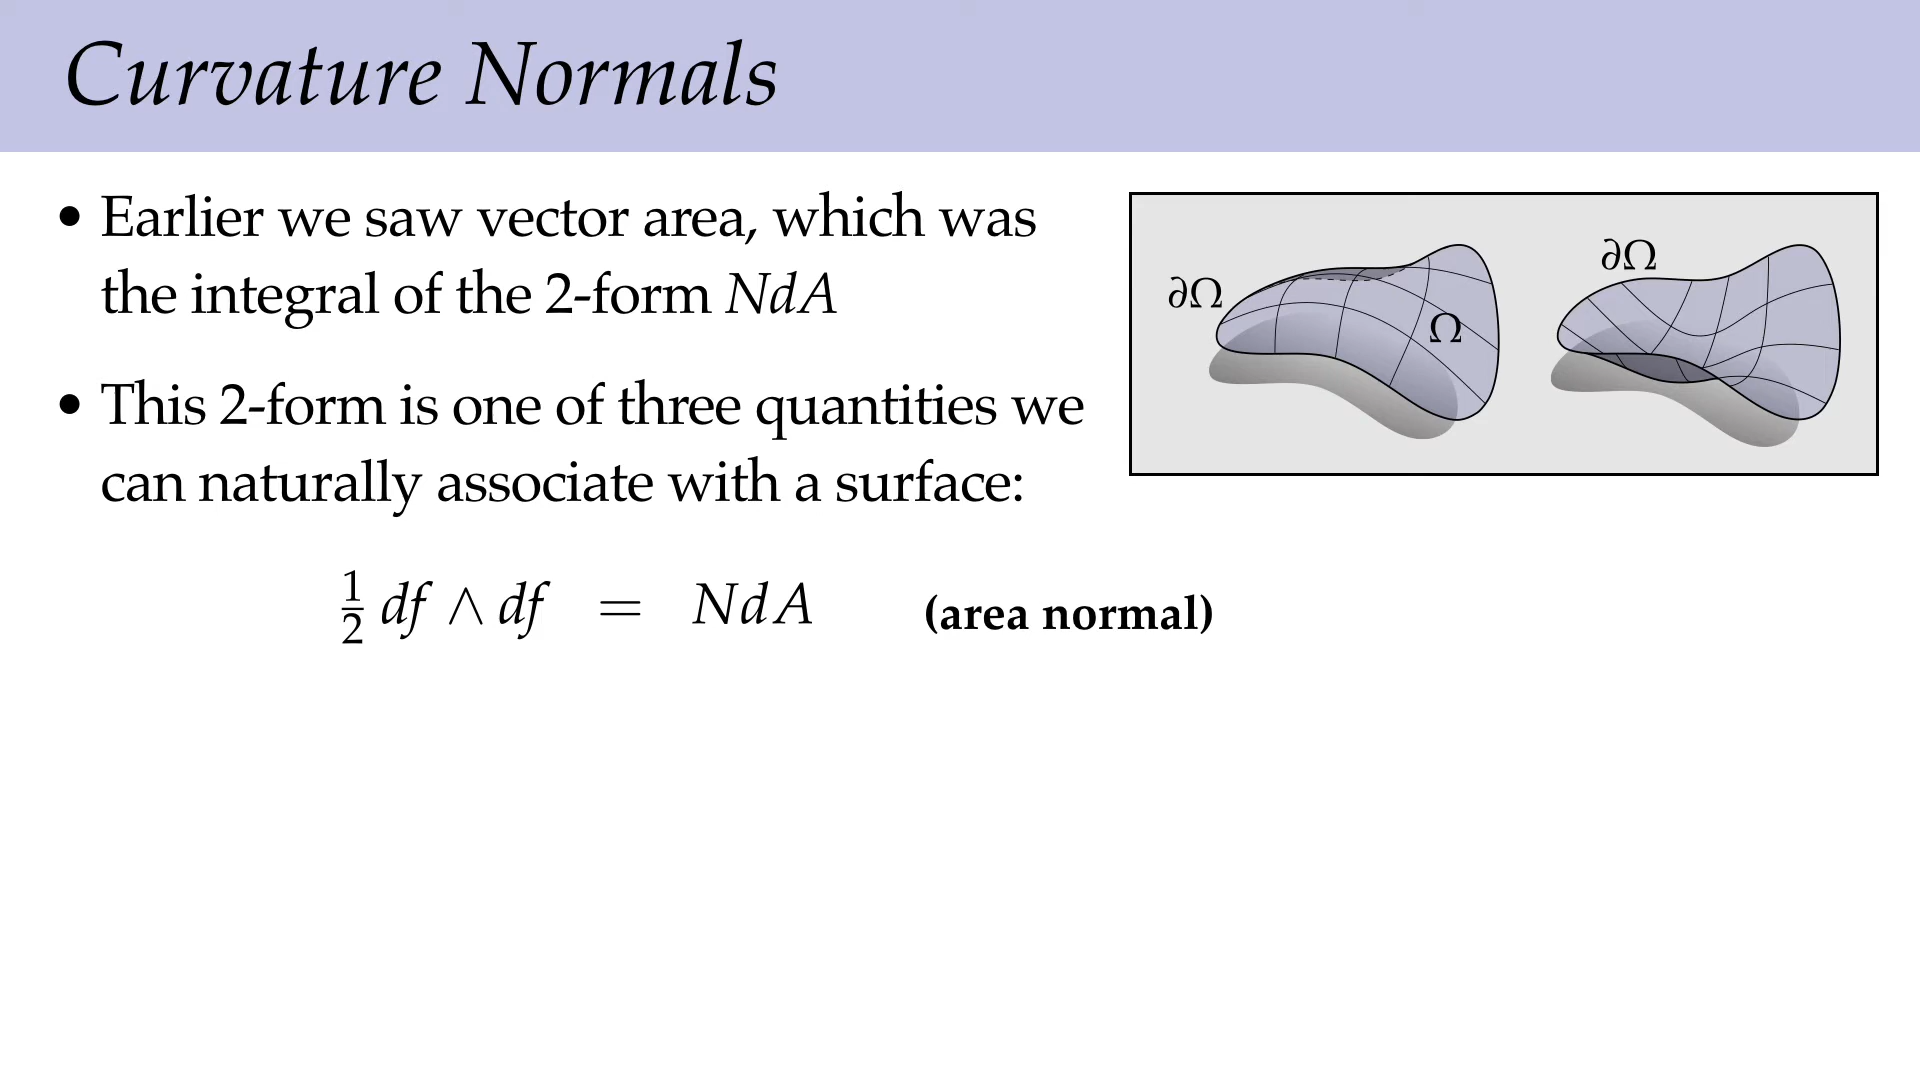 Curvature Normals
• Earlier we saw vector area, which was
the integral of the 2-form NdA
• This 2-form is one of three quantities we
can naturally associate with a surface:
∂Ω
Ω
∂Ω
½ df ∧ df = NdA (area normal)